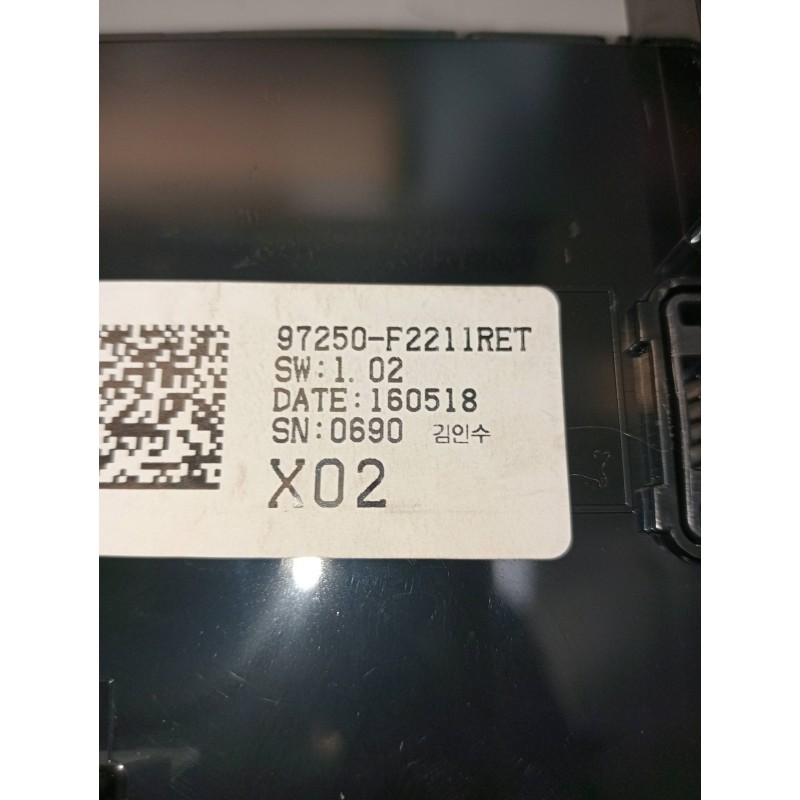 97250-F2211RET
SW:1.02
DATE:160518
SN:0690 김인수
X02